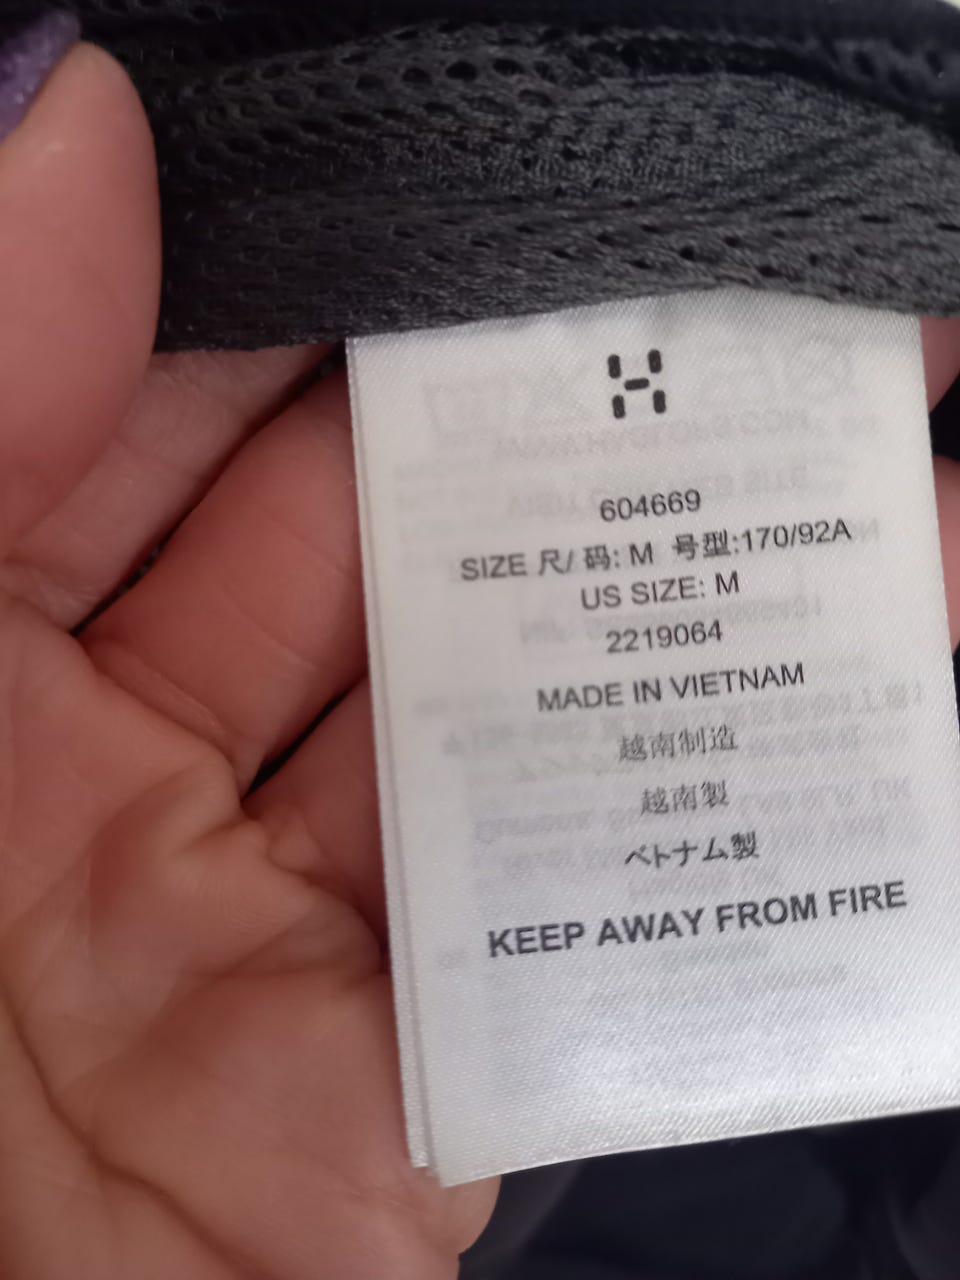 604669
SIZE 尺/ 码: M 号型:170/92A
US SIZE: M
2219064
MADE IN VIETNAM
越南制造
越南製
ベトナム製
KEEP AWAY FROM FIRE